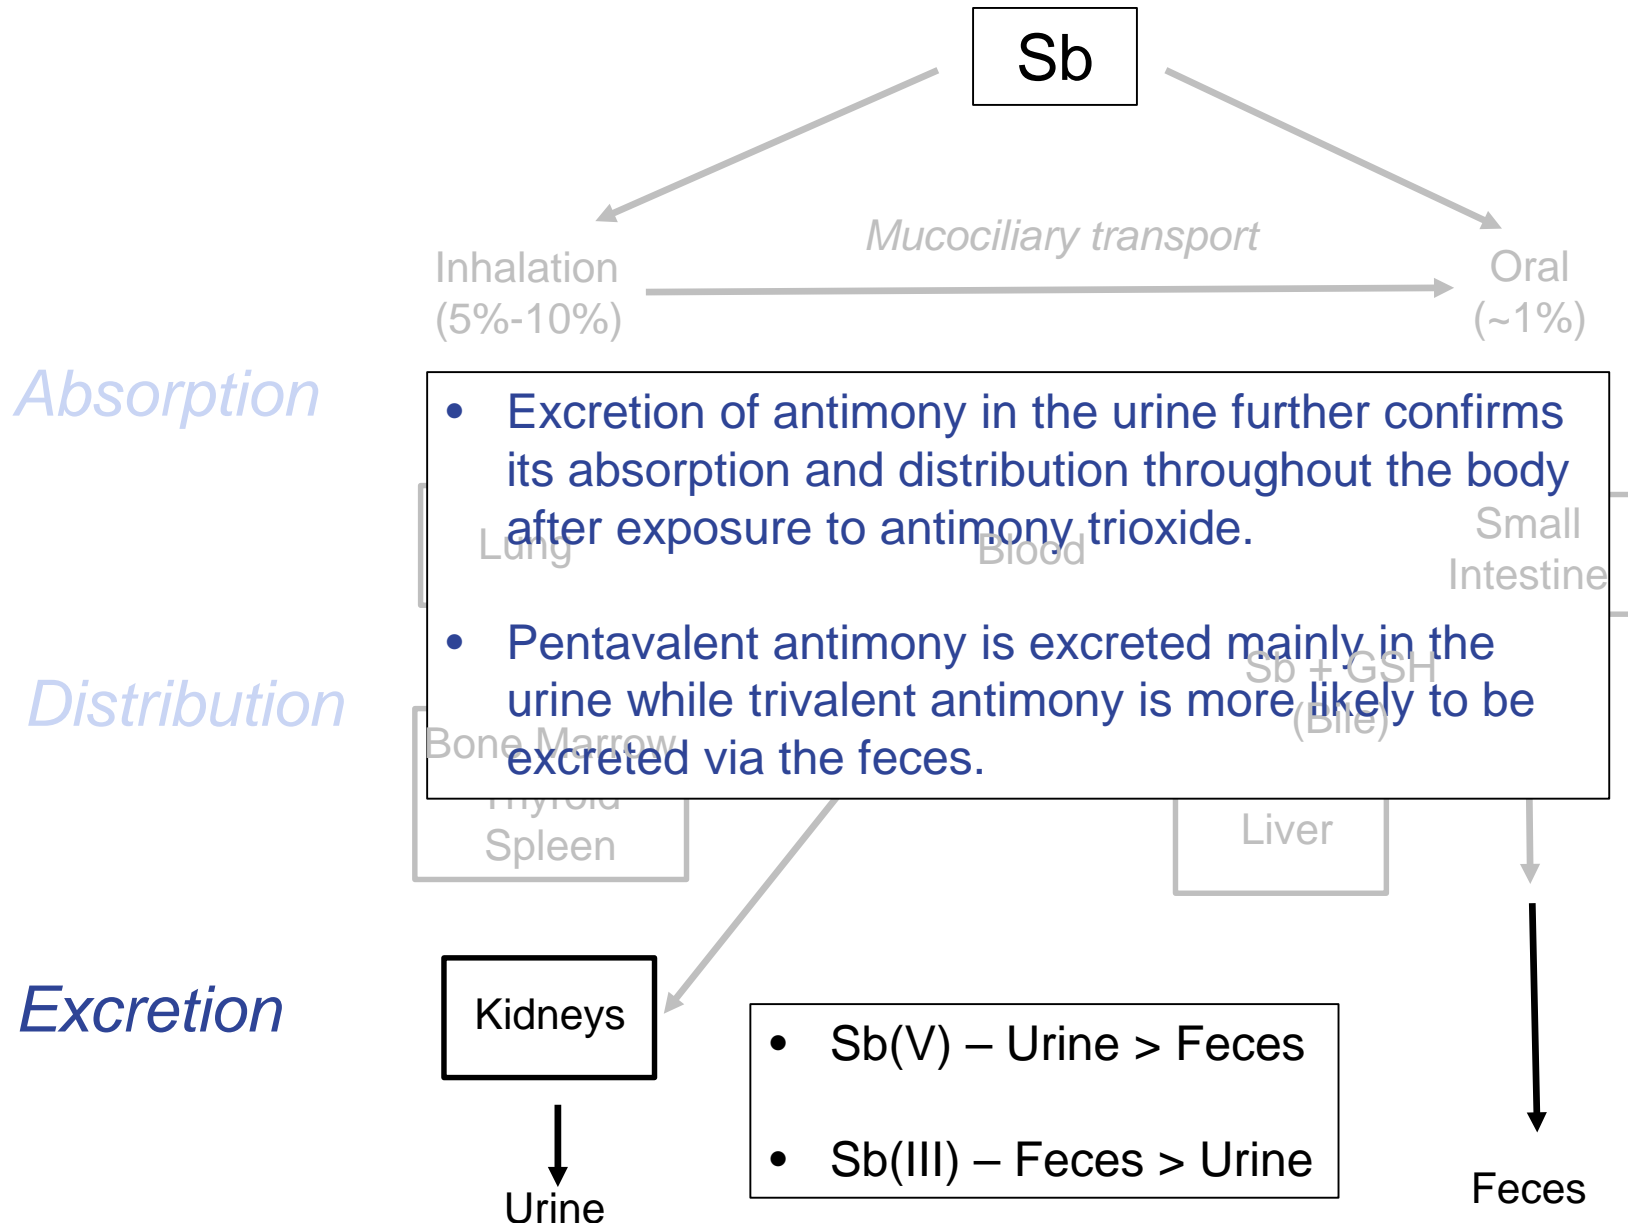 Sb
Mucociliary transport
Inhalation
(5%-10%)
Oral
(~1%)
Absorption
• Excretion of antimony in the urine further confirms
its absorption and distribution throughout the body
after exposure to antimony trioxide.
Lung
Blood
Small
Intestine
• Pentavalent antimony is excreted mainly in the
urine while trivalent antimony is more likely to be
excreted via the feces.
Sb + GSH
(Bile)
Distribution
Bone Marrow
Thyroid
Spleen
Liver
Excretion
Kidneys
• Sb(V) – Urine > Feces
• Sb(III) – Feces > Urine
Urine
Feces